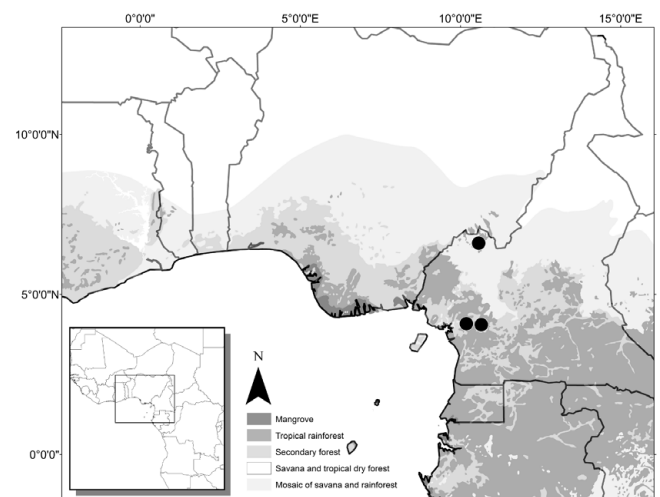 0°0'0" 5°0'0"E 10°0'0"E 15°0'0"E
10°0'0"N
5°0'0"N
0°0'0"
N
Mangrove
Tropical rainforest
Secondary forest
Savana and tropical dry forest
Mosaic of savana and rainforest